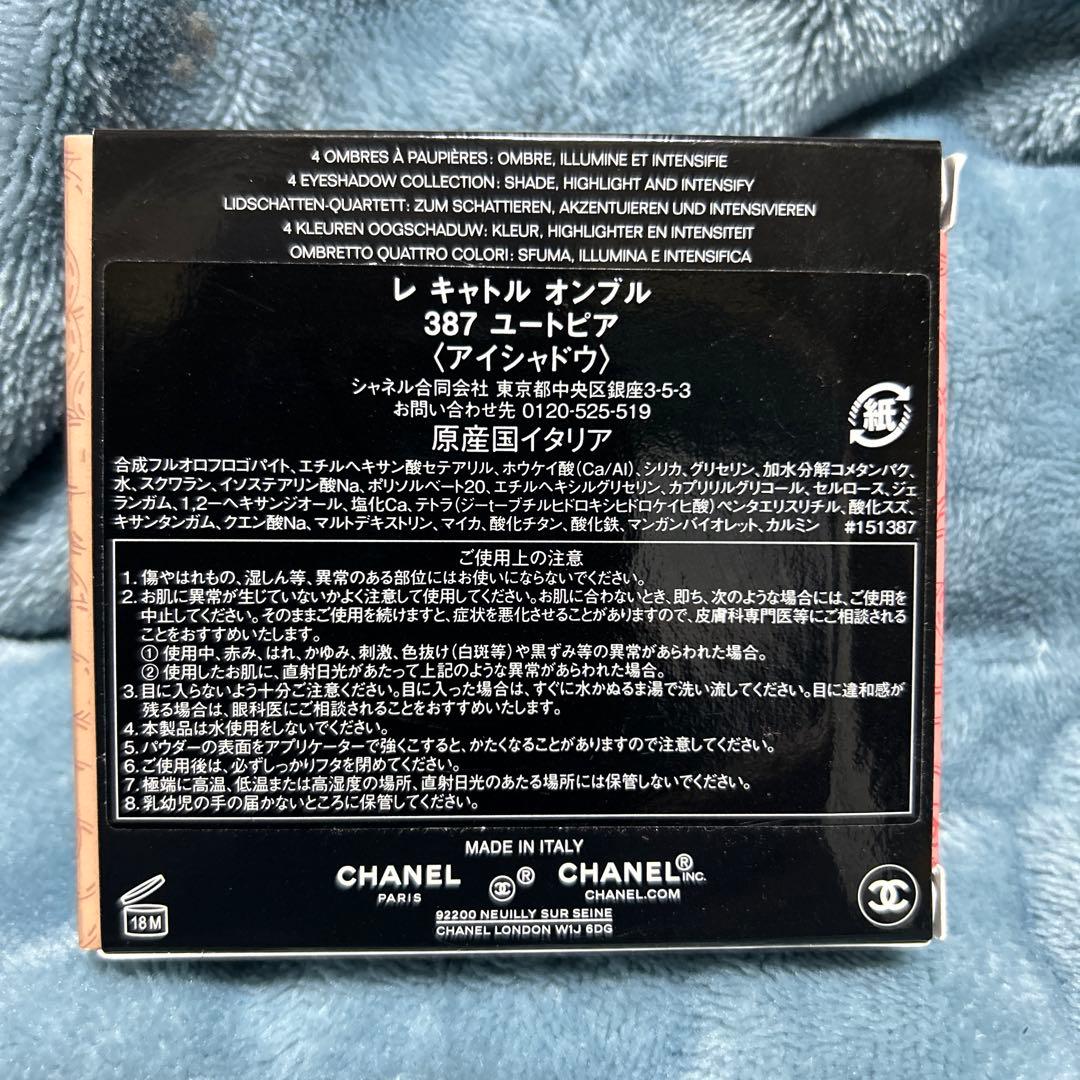 4 OMBRES À PAUPIÈRES: OMBRE, ILLUMINE ET INTENSIFIE
4 EYESHADOW COLLECTION: SHADE, HIGHLIGHT AND INTENSIFY
LIDSCHATTEN-QUARTETT: ZUM SCHATTIEREN, AKZENTUIEREN UND INTENSIVIEREN
4 KLEUREN OOGSCHADUW: KLEUR, HIGHLIGHTER EN INTENSITEIT
OMBRETTO QUATTRO COLORI: SFUMA, ILLUMINA E INTENSIFICA
レ キャトル オンブル
387 ユートピア
〈アイシャドウ〉
シャネル合同会社 東京都中央区銀座3-5-3
お問い合わせ先 0120-525-519
原産国イタリア
紙
合成フルオロフロゴパイト、エチルヘキサン酸セテアリル、ホウケイ酸(Ca/Al)、シリカ、グリセリン、加水分解コメタンパク、
水、スクワラン、イソステアリン酸Na、ポリソルベート20、エチルヘキシルグリセリン、カプリリルグリコール、セルロース、ジェ
ランガム、1,2-ヘキサンジオール、塩化Ca、テトラ(ジ-t-ブチルヒドロキシヒドロケイヒ酸)ペンタエリスリチル、酸化スズ、
キサンタンガム、クエン酸Na、マルトデキストリン、マイカ、酸化チタン、酸化鉄、マンガンバイオレット、カルミン #151387
ご使用上の注意
1. 傷やはれもの、湿しん等、異常のある部位にはお使いにならないでください。
2. お肌に異常が生じていないかよく注意して使用してください。お肌に合わないとき、即ち、次のような場合には、ご使用を
中止してください。そのままご使用を続けますと、症状を悪化させることがありますので、皮膚科専門医等にご相談される
ことをおすすめいたします。
① 使用中、赤み、はれ、かゆみ、刺激、色抜け(白斑等)や黒ずみ等の異常があらわれた場合。
② 使用したお肌に、直射日光があたって上記のような異常があらわれた場合。
3. 目に入らないよう十分ご注意ください。目に入った場合は、すぐに水かぬるま湯で洗い流してください。目に違和感が
残る場合は、眼科医にご相談されることをおすすめいたします。
4. 本製品は水使用をしないでください。
5. パウダーの表面をアプリケーターで強くこすると、かたくなることがありますので注意してください。
6. ご使用後は、必ずしっかりフタを閉めてください。
7. 極端に高温、低温または高湿度の場所、直射日光のあたる場所には保管しないでください。
8. 乳幼児の手の届かないところに保管してください。
MADE IN ITALY
CHANEL ® CHANEL® INC.
PARIS CHANEL.COM
92200 NEUILLY SUR SEINE
CHANEL LONDON W1J 6DG
18 M